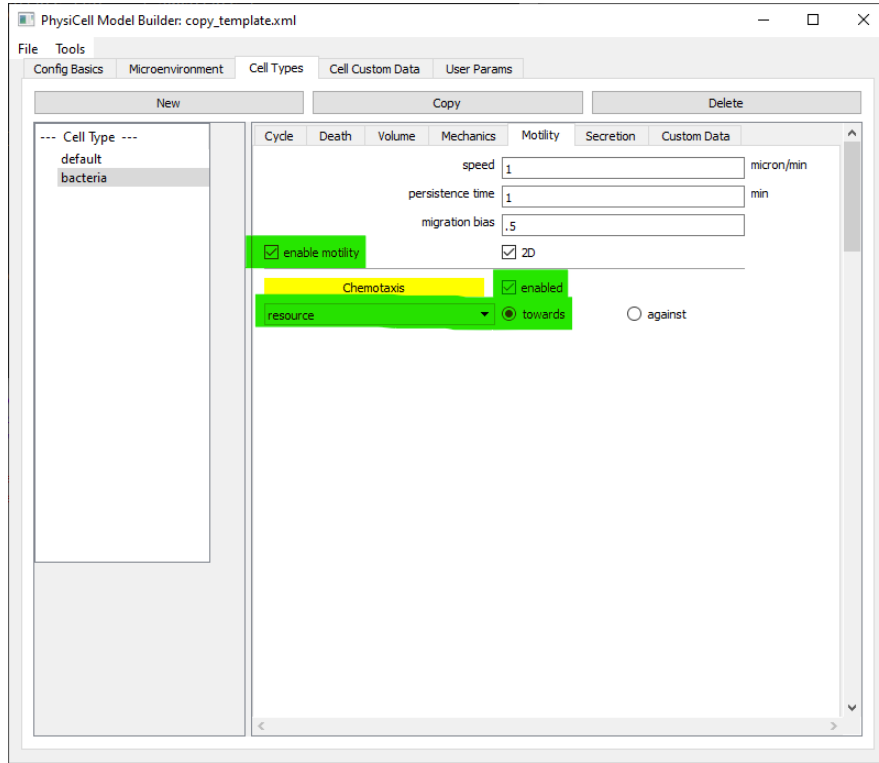 PhysiCell Model Builder: copy_template.xml
File Tools
Config Basics Microenvironment Cell Types Cell Custom Data User Params
New Copy Delete
--- Cell Type ---
default
bacteria
Cycle Death Volume Mechanics Motility Secretion Custom Data
speed 1 micron/min
persistence time 1 min
migration bias .5
enable motility 2D
Chemotaxis enabled
resource towards against